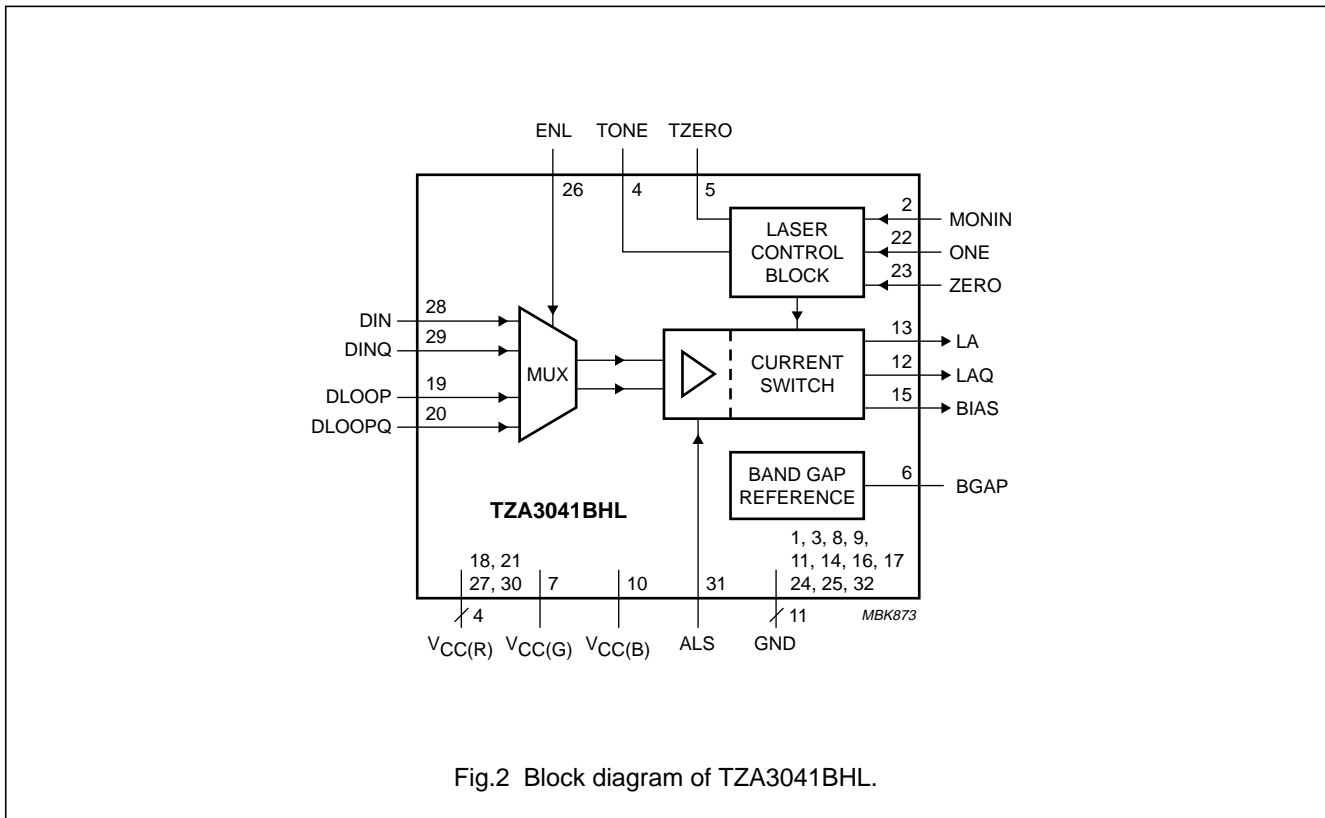 ENL TONE TZERO
26 4 5
2 MONIN
LASER
CONTROL
BLOCK
22 ONE
23 ZERO
DIN 28
DINQ 29
DLOOP 19
DLOOPQ 20
MUX
CURRENT
SWITCH
13 LA
12 LAQ
15 BIAS
BAND GAP
REFERENCE
6 BGAP
TZA3041BHL
18, 21
27, 30
7 10 31
1, 3, 8, 9,
11, 14, 16, 17
24, 25, 32
4 11
MBK873
VCC(R) VCC(G) VCC(B) ALS GND
Fig.2 Block diagram of TZA3041BHL.